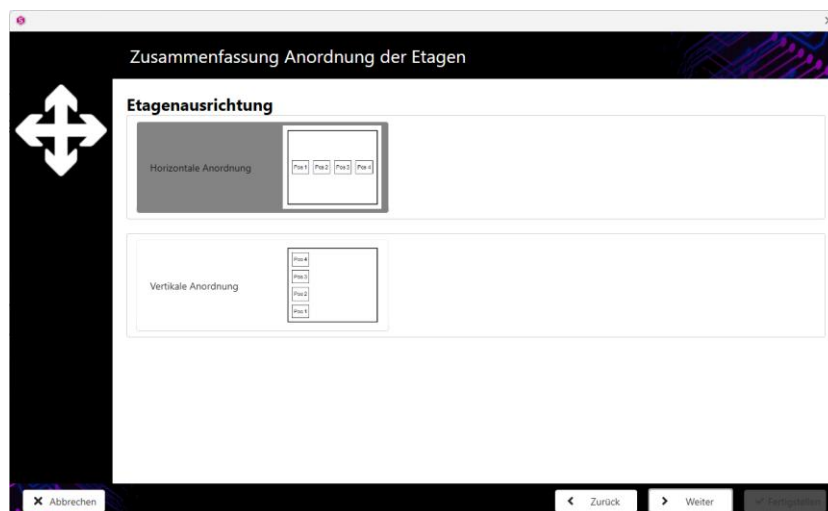 Zusammenfassung Anordnung der Etagen
Etagenausrichtung
Horizontale Anordnung
Pos 1 Pos 2 Pos 3 Pos 4
Vertikale Anordnung
Pos 4
Pos 3
Pos 2
Pos 1
Abbrechen
Zurück
Weiter
Fertigstellen